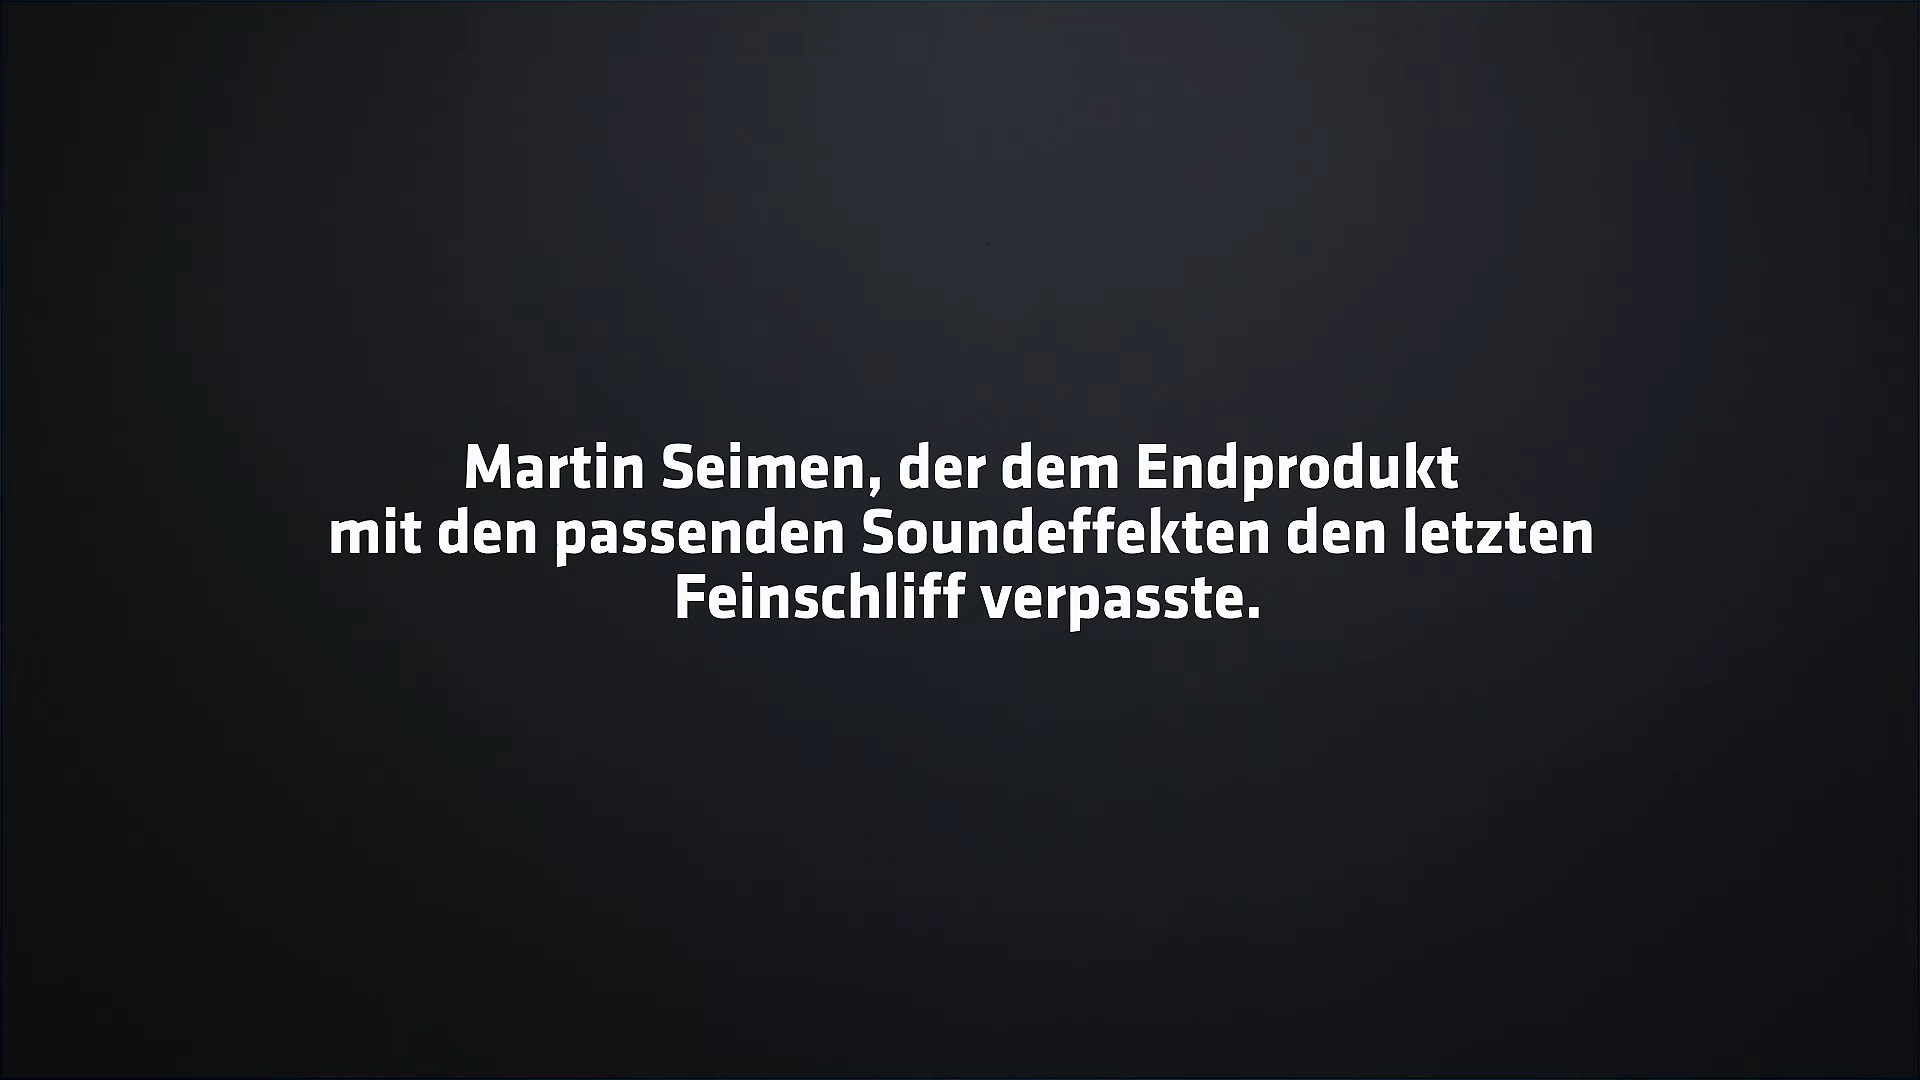 Martin Seimen, der dem Endprodukt
mit den passenden Soundeffekten den letzten
Feinschliff verpasste.